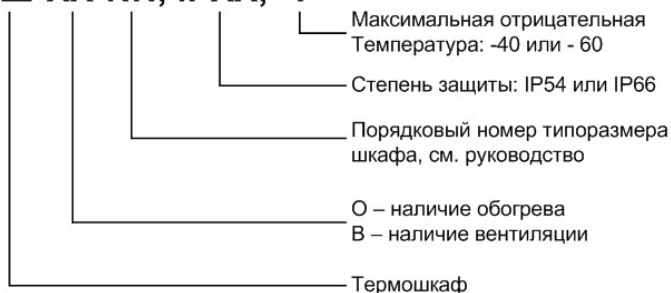 Максимальная отрицательная
Температура: -40 или - 60
Степень защиты: IP54 или IP66
Порядковый номер типоразмера
шкафа, см. руководство
О – наличие обогрева
В – наличие вентиляции
Термошкаф